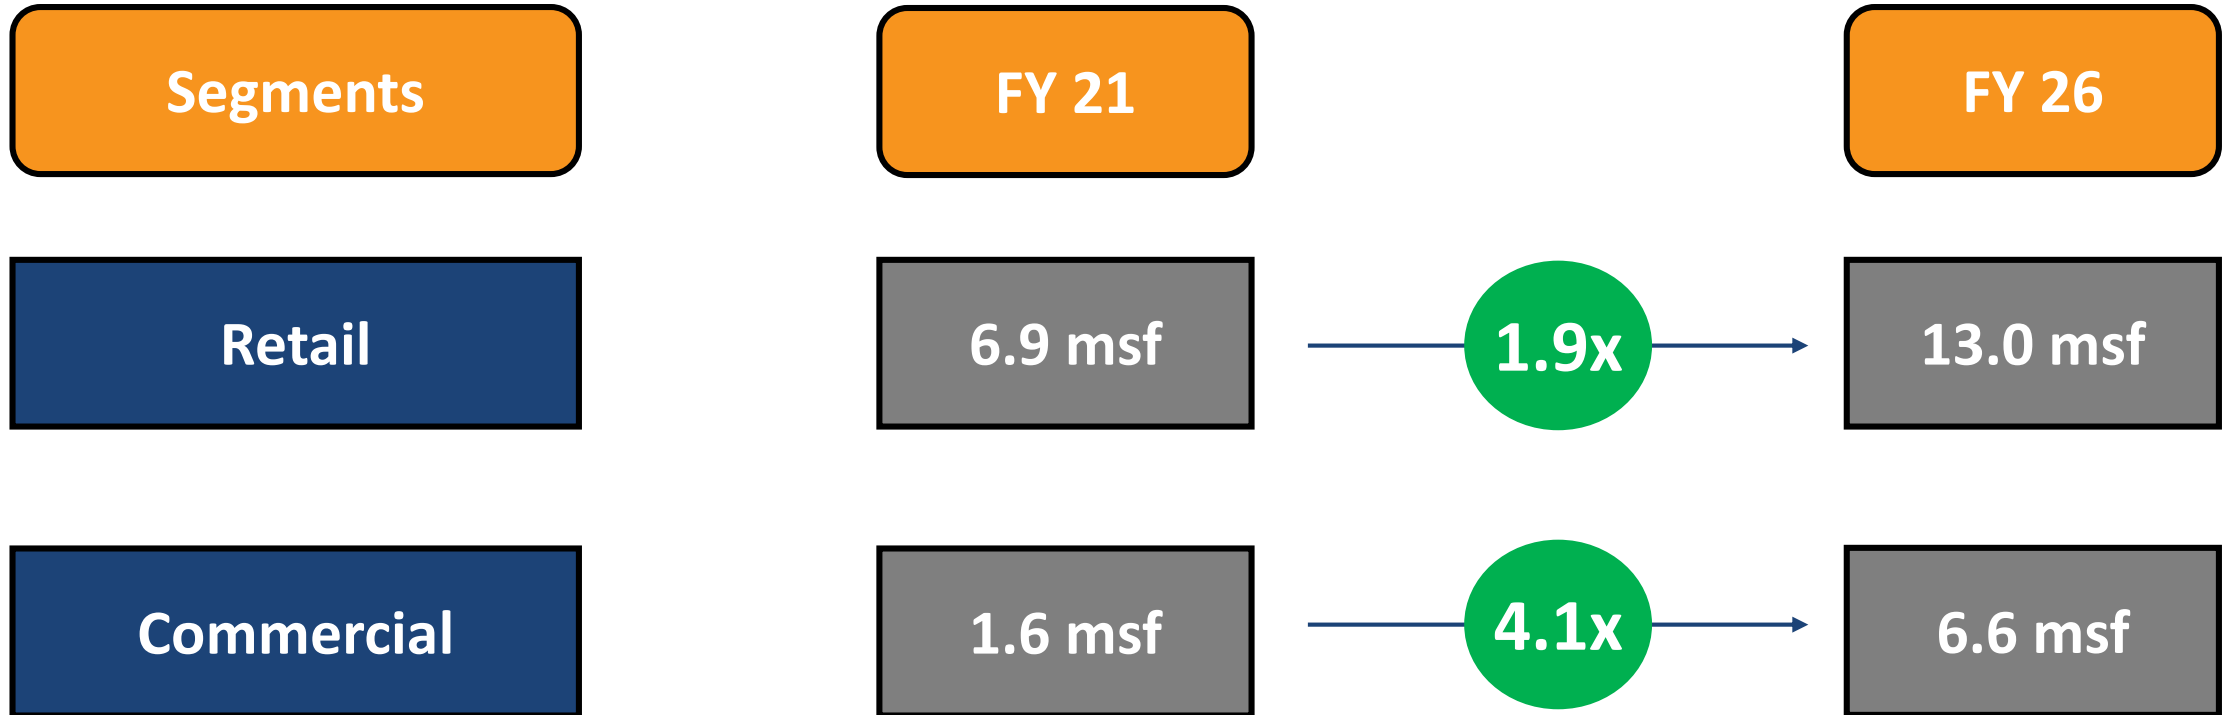 Segments
FY 21
FY 26
Retail
6.9 msf
1.9x
13.0 msf
Commercial
1.6 msf
4.1x
6.6 msf